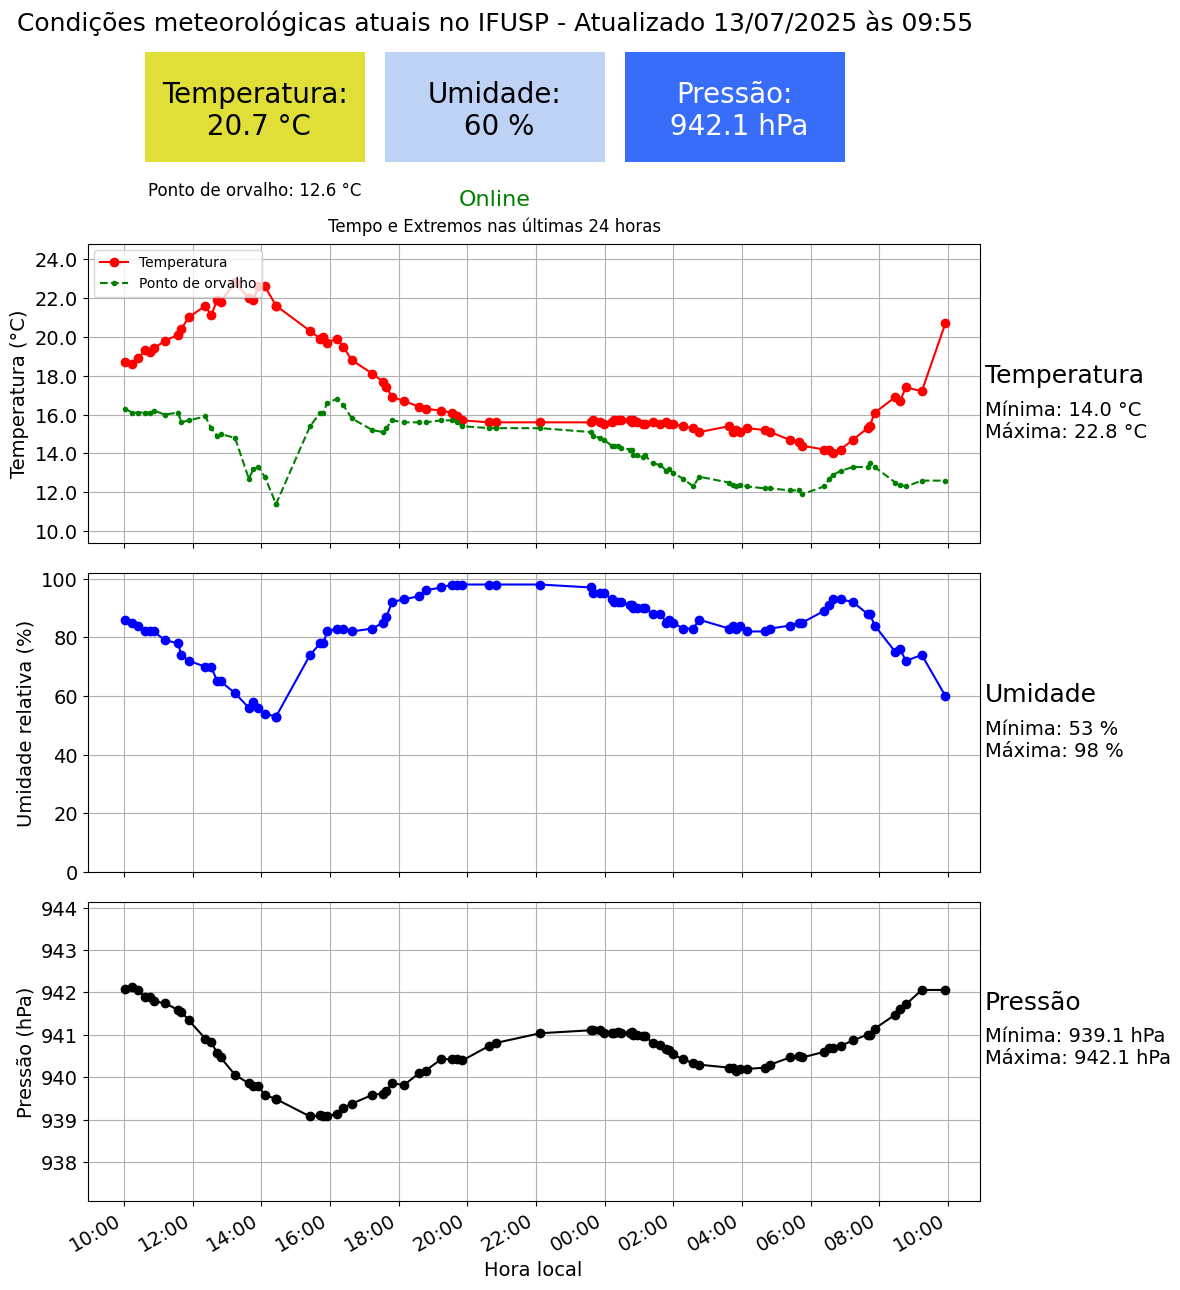 Condições meteorológicas atuais no IFUSP - Atualizado 13/07/2025 às 09:55
Temperatura:
20.7 °C
Umidade:
60 %
Pressão:
942.1 hPa
Ponto de orvalho: 12.6 °C
Online
Tempo e Extremos nas últimas 24 horas
Temperatura
Ponto de orvalho
Temperatura (°C)
24.0
22.0
20.0
18.0
16.0
14.0
12.0
10.0
Temperatura
Mínima: 14.0 °C
Máxima: 22.8 °C
Umidade relativa (%)
100
80
60
40
20
0
Umidade
Mínima: 53 %
Máxima: 98 %
Pressão (hPa)
944
943
942
941
940
939
938
Pressão
Mínima: 939.1 hPa
Máxima: 942.1 hPa
10:00
12:00
14:00
16:00
18:00
20:00
22:00
00:00
02:00
04:00
06:00
08:00
10:00
Hora local